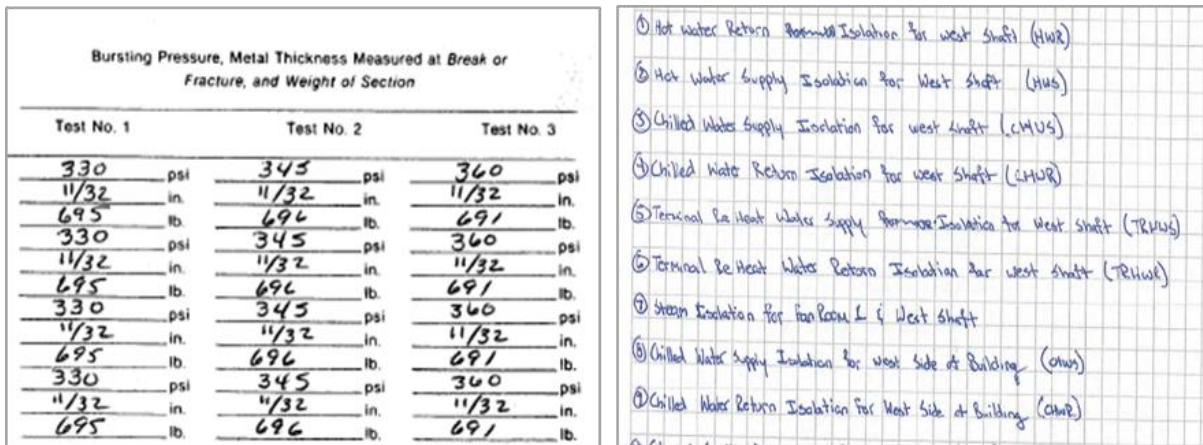 Bursting Pressure, Metal Thickness Measured at Break or
Fracture, and Weight of Section
Test No. 1 Test No. 2 Test No. 3
330 psi 345 psi 360 psi
11/32 in. 11/32 in. 11/32 in.
695 lb. 696 lb. 691 lb.
330 psi 345 psi 360 psi
11/32 in. 11/32 in. 11/32 in.
695 lb. 696 lb. 691 lb.
330 psi 345 psi 360 psi
11/32 in. 11/32 in. 11/32 in.
695 lb. 696 lb. 691 lb.
330 psi 345 psi 360 psi
11/32 in. 11/32 in. 11/32 in.
695 lb. 696 lb. 691 lb.
① Hot Water Return Isolation for west shaft (HWR)
② Hot Water Supply Isolation for West Shaft (HWS)
③ Chilled Water Supply Isolation for west shaft (CHWS)
④ Chilled Water Return Isolation for west shaft (CHWR)
⑤ Terminal ReHeat Water Supply Isolation for West Shaft (TRHWS)
⑥ Terminal ReHeat Water Return Isolation for west shaft (TRHWR)
⑦ Steam Isolation for Fan Room 1 & West Shaft
⑧ Chilled Water Supply Isolation for west Side of Building (CHWS)
⑨ Chilled Water Return Isolation for West Side of Building (CHWR)